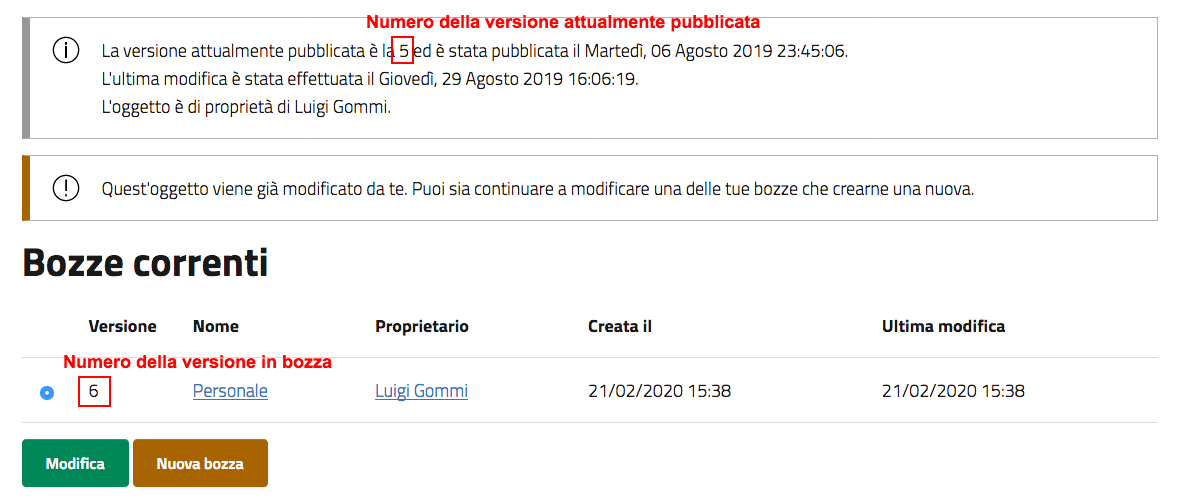 Numero della versione attualmente pubblicata
La versione attualmente pubblicata è la 5 ed è stata pubblicata il Martedì, 06 Agosto 2019 23:45:06.
L'ultima modifica è stata effettuata il Giovedì, 29 Agosto 2019 16:06:19.
L'oggetto è di proprietà di Luigi Gommi.
Quest'oggetto viene già modificato da te. Puoi sia continuare a modificare una delle tue bozze che crearne una nuova.
Bozze correnti
Versione Nome Proprietario Creata il Ultima modifica
Numero della versione in bozza
6 Personale Luigi Gommi 21/02/2020 15:38 21/02/2020 15:38
Modifica Nuova bozza